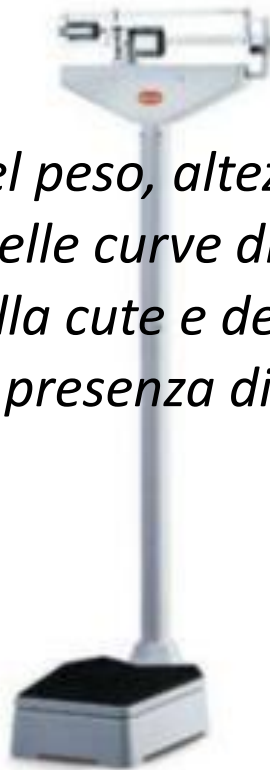 el peso, altez
elle curve di
lla cute e de
presenza di